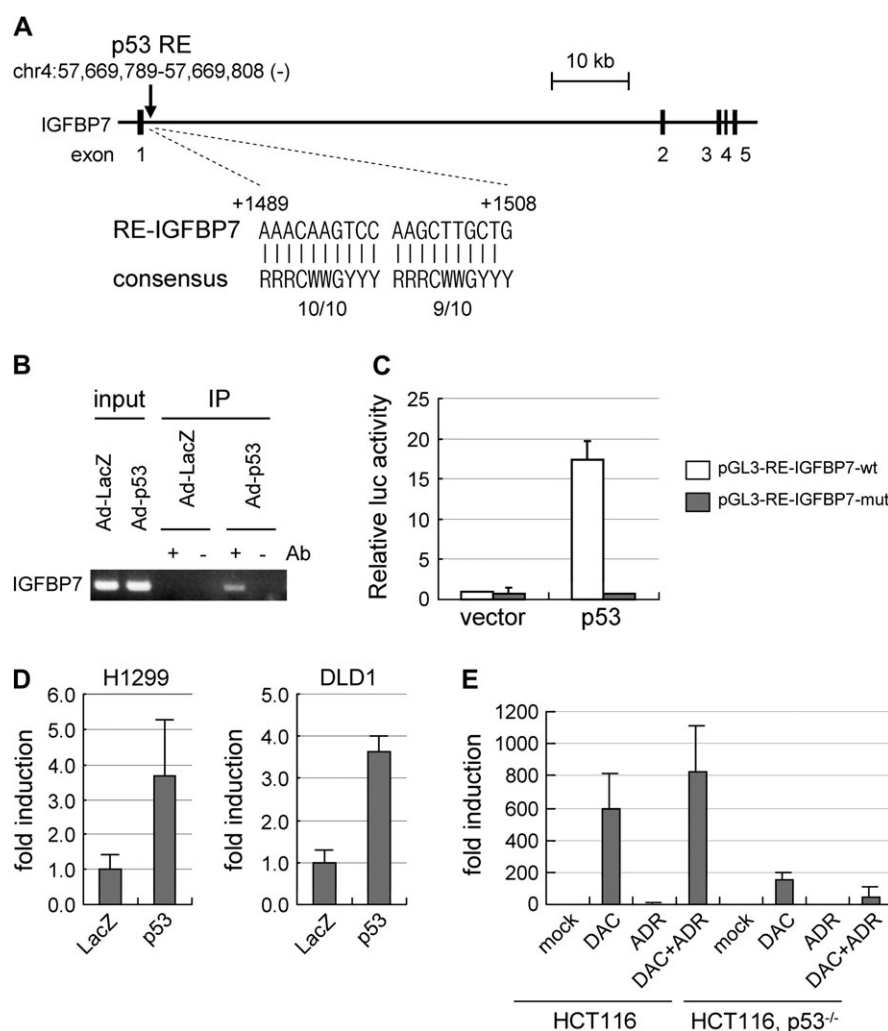 A
p53 RE
chr4:57,669,789-57,669,808 (-)
10 kb
IGFBP7
exon 1 2 3 4 5
+1489 +1508
RE-IGFBP7 AAACAAGTCC AAGCTTGCTG
consensus RRRCWWGYYY RRRCWWGYYY
10/10 9/10
B
input IP
Ad-LacZ Ad-p53 Ad-LacZ Ad-p53
+ - + - Ab
IGFBP7
C
Relative luc activity
25
20
15
10
5
0
vector p53
pGL3-RE-IGFBP7-wt
pGL3-RE-IGFBP7-mut
D
H1299
fold induction
6.0
5.0
4.0
3.0
2.0
1.0
0.0
LacZ p53
DLD1
fold induction
5.0
4.0
3.0
2.0
1.0
0.0
LacZ p53
E
fold induction
1200
1000
800
600
400
200
0
mock DAC ADR DAC+ADR mock DAC ADR DAC+ADR
HCT116 HCT116, p53-/-